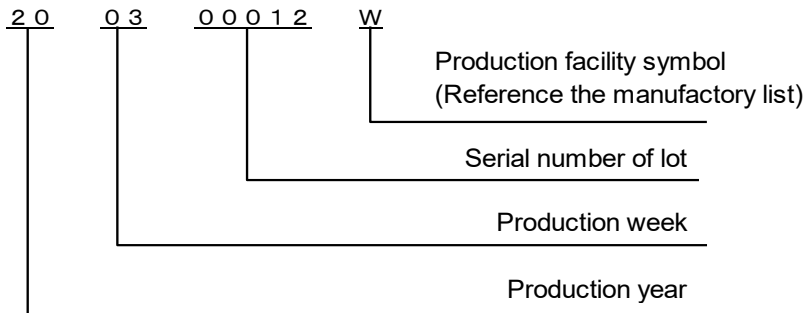 ２０ ０３ ０００１２ W
Production facility symbol
(Reference the manufactory list)
Serial number of lot
Production week
Production year